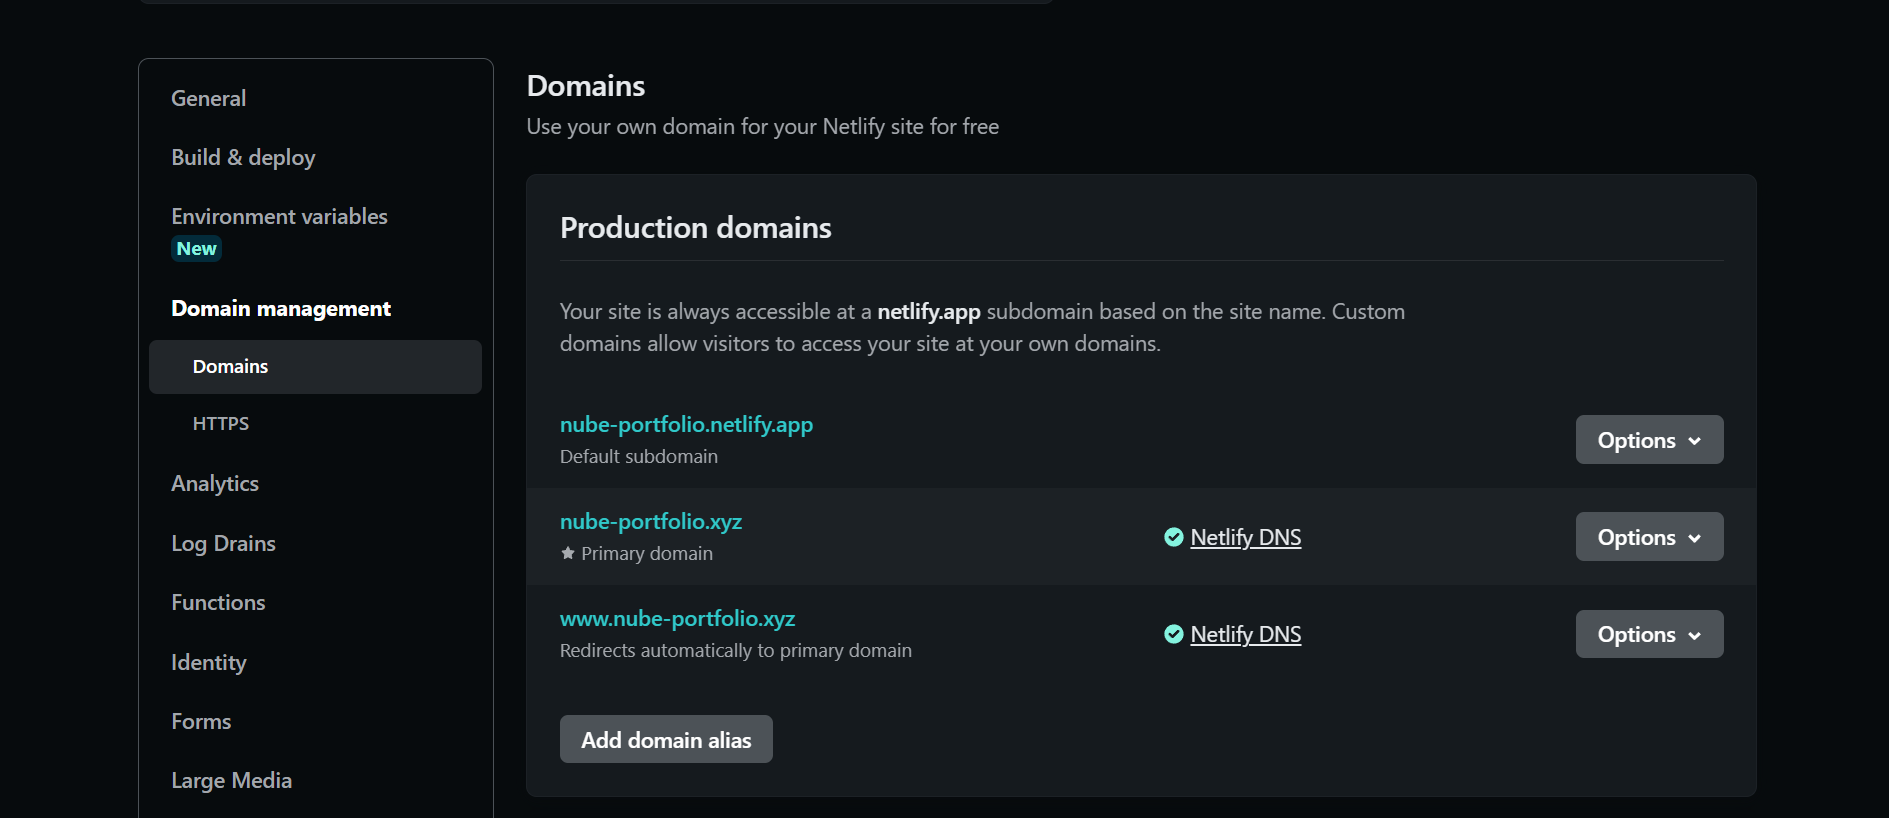 General
Build & deploy
Environment variables
New
Domain management
Domains
HTTPS
Analytics
Log Drains
Functions
Identity
Forms
Large Media
Domains
Use your own domain for your Netlify site for free
Production domains
Your site is always accessible at a netlify.app subdomain based on the site name. Custom
domains allow visitors to access your site at your own domains.
nube-portfolio.netlify.app
Default subdomain
Options
nube-portfolio.xyz
Primary domain
Netlify DNS
Options
www.nube-portfolio.xyz
Redirects automatically to primary domain
Netlify DNS
Options
Add domain alias